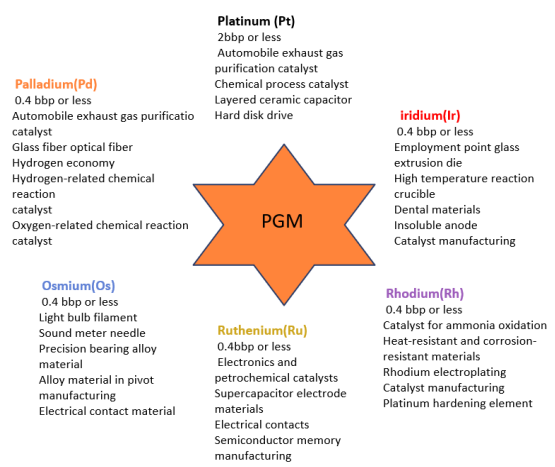 Platinum (Pt)
2bbp or less
Automobile exhaust gas
purification catalyst
Chemical process catalyst
Layered ceramic capacitor
Hard disk drive
Palladium(Pd)
0.4 bbp or less
Automobile exhaust gas purificatio
catalyst
Glass fiber optical fiber
Hydrogen economy
Hydrogen-related chemical
reaction
catalyst
Oxygen-related chemical reaction
catalyst
iridium(Ir)
0.4 bbp or less
Employment point glass
extrusion die
High temperature reaction
crucible
Dental materials
Insoluble anode
Catalyst manufacturing
PGM
Osmium(Os)
0.4 bbp or less
Light bulb filament
Sound meter needle
Precision bearing alloy
material
Alloy material in pivot
manufacturing
Electrical contact material
Ruthenium(Ru)
0.4bbp or less
Electronics and
petrochemical catalysts
Supercapacitor electrode
materials
Electrical contacts
Semiconductor memory
manufacturing
Rhodium(Rh)
0.4 bbp or less
Catalyst for ammonia oxidation
Heat-resistant and corrosion-
resistant materials
Rhodium electroplating
Catalyst manufacturing
Platinum hardening element